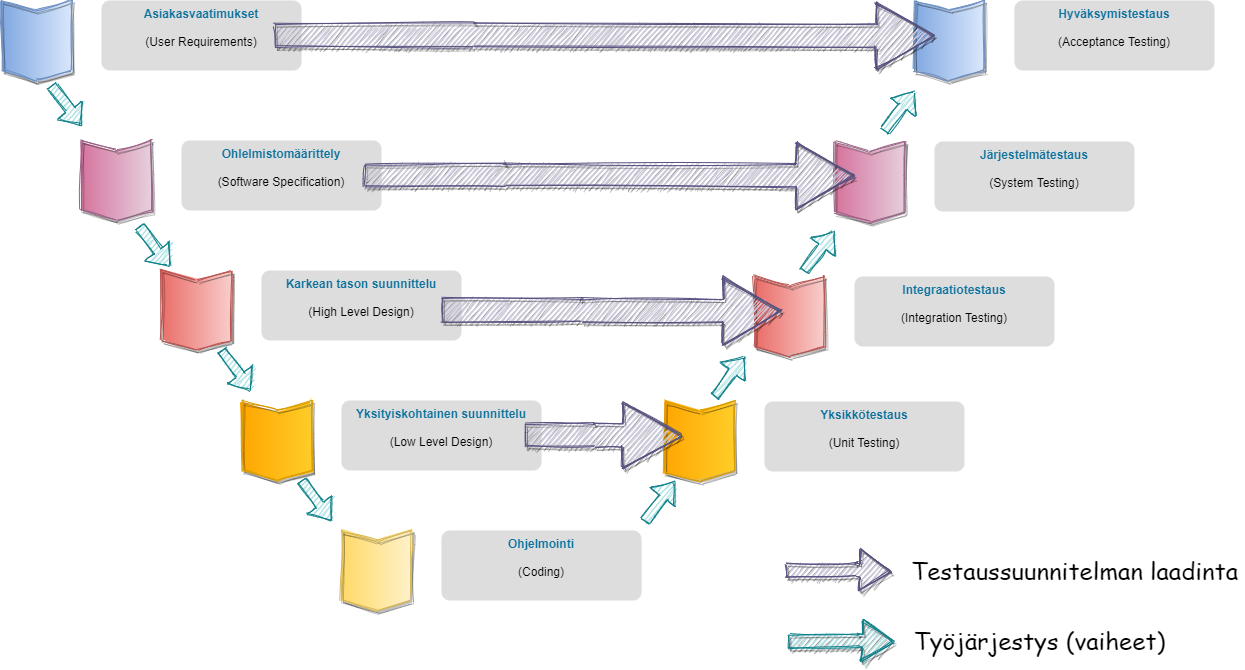 Asiakasvaatimukset
(User Requirements)
Hyväksymistestaus
(Acceptance Testing)
Ohlelmistomäärittely
(Software Specification)
Järjestelmätestaus
(System Testing)
Karkean tason suunnittelu
(High Level Design)
Integraatiotestaus
(Integration Testing)
Yksityiskohtainen suunnittelu
(Low Level Design)
Yksikkötestaus
(Unit Testing)
Ohjelmointi
(Coding)
Testaussuunnitelman laadinta
Työjärjestys (vaiheet)